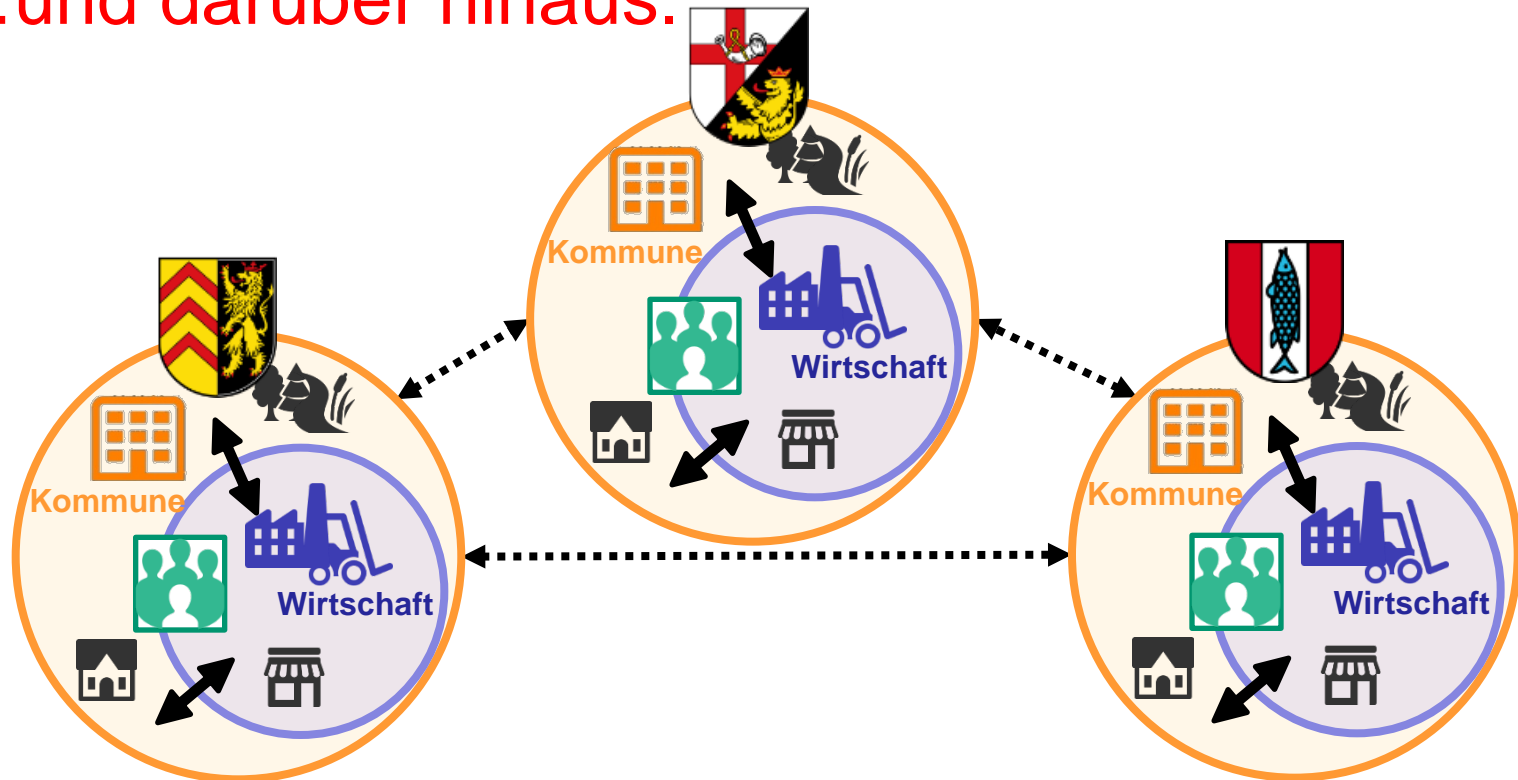 .und darüber hinaus.
Kommune
Wirtschaft
Kommune
Wirtschaft
Kommune
Wirtschaft